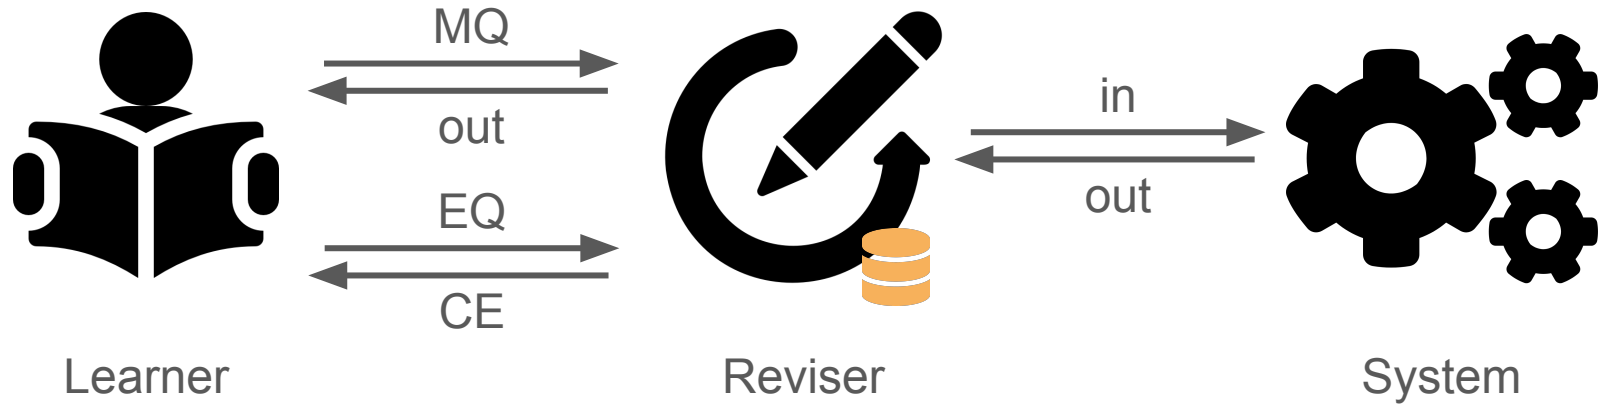 MQ
out
EQ
CE
in
out
Learner
Reviser
System